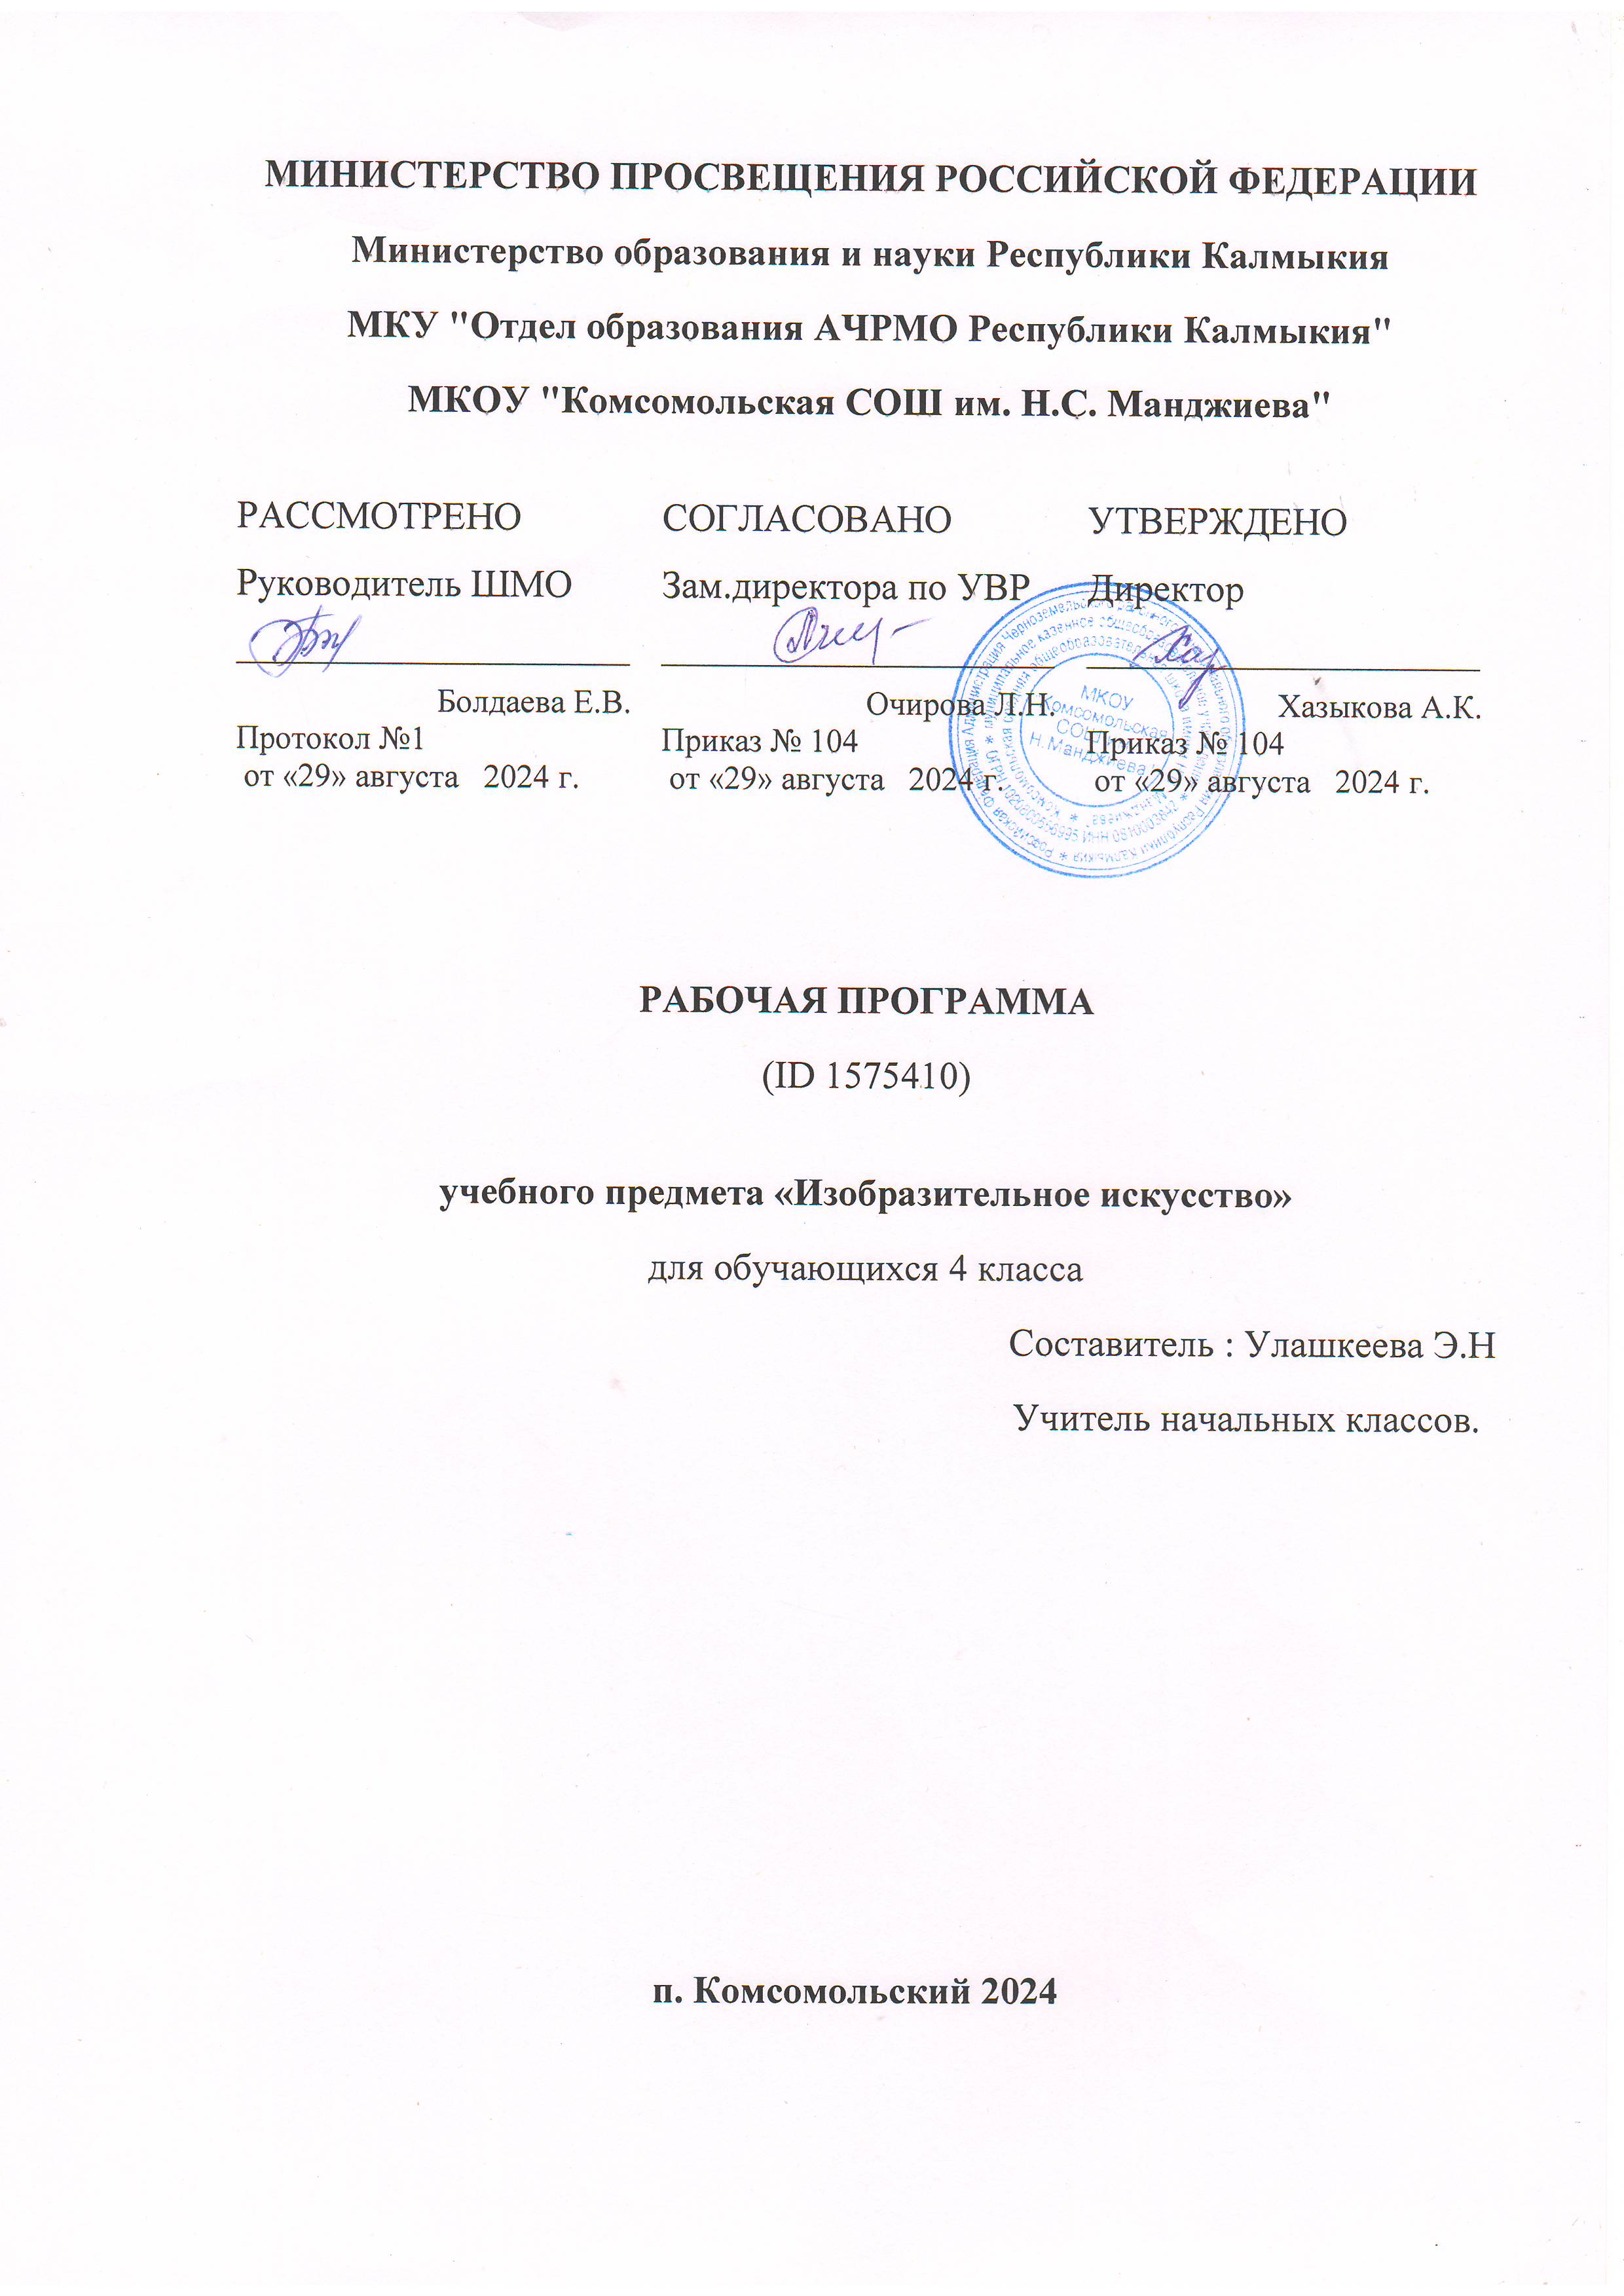 МИНИСТЕРСТВО ПРОСВЕЩЕНИЯ РОССИЙСКОЙ ФЕДЕРАЦИИ
Министерство образования и науки Республики Калмыкия
МКУ "Отдел образования АЧРМО Республики Калмыкия"
МКОУ "Комсомольская СОШ им. Н.С. Манджиева"
РАССМОТРЕНО
Руководитель ШМО
Болдаева Е.В.
Протокол №1
от «29» августа 2024 г.
СОГЛАСОВАНО
Зам.директора по УВР
Очирова Л.Н.
Приказ № 104
от «29» августа 2024 г.
УТВЕРЖДЕНО
Директор
Хазыкова А.К.
Приказ № 104
от «29» августа 2024 г.
МКОУ
Комсомольская
СОШ
Н. Манджиева
РАБОЧАЯ ПРОГРАММА
(ID 1575410)
учебного предмета «Изобразительное искусство»
для обучающихся 4 класса
Составитель : Улашкеева Э.Н
Учитель начальных классов.
п. Комсомольский 2024